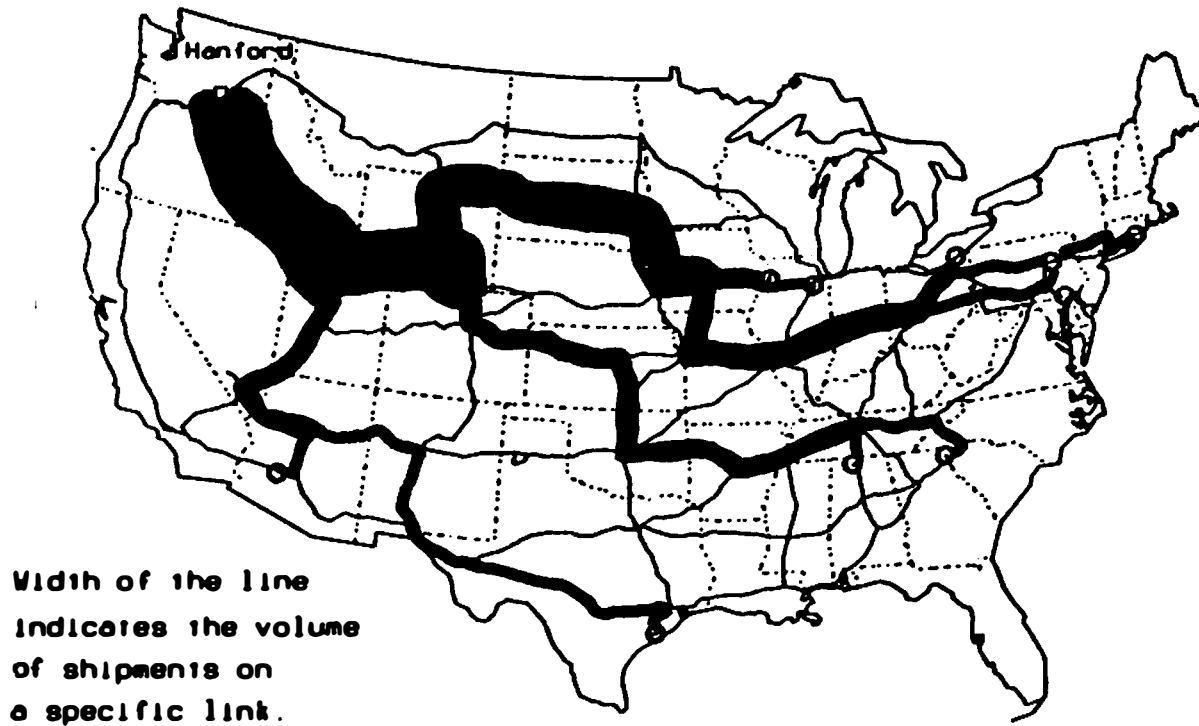 Hanford
Width of the line
indicates the volume
of shipments on
a specific link.